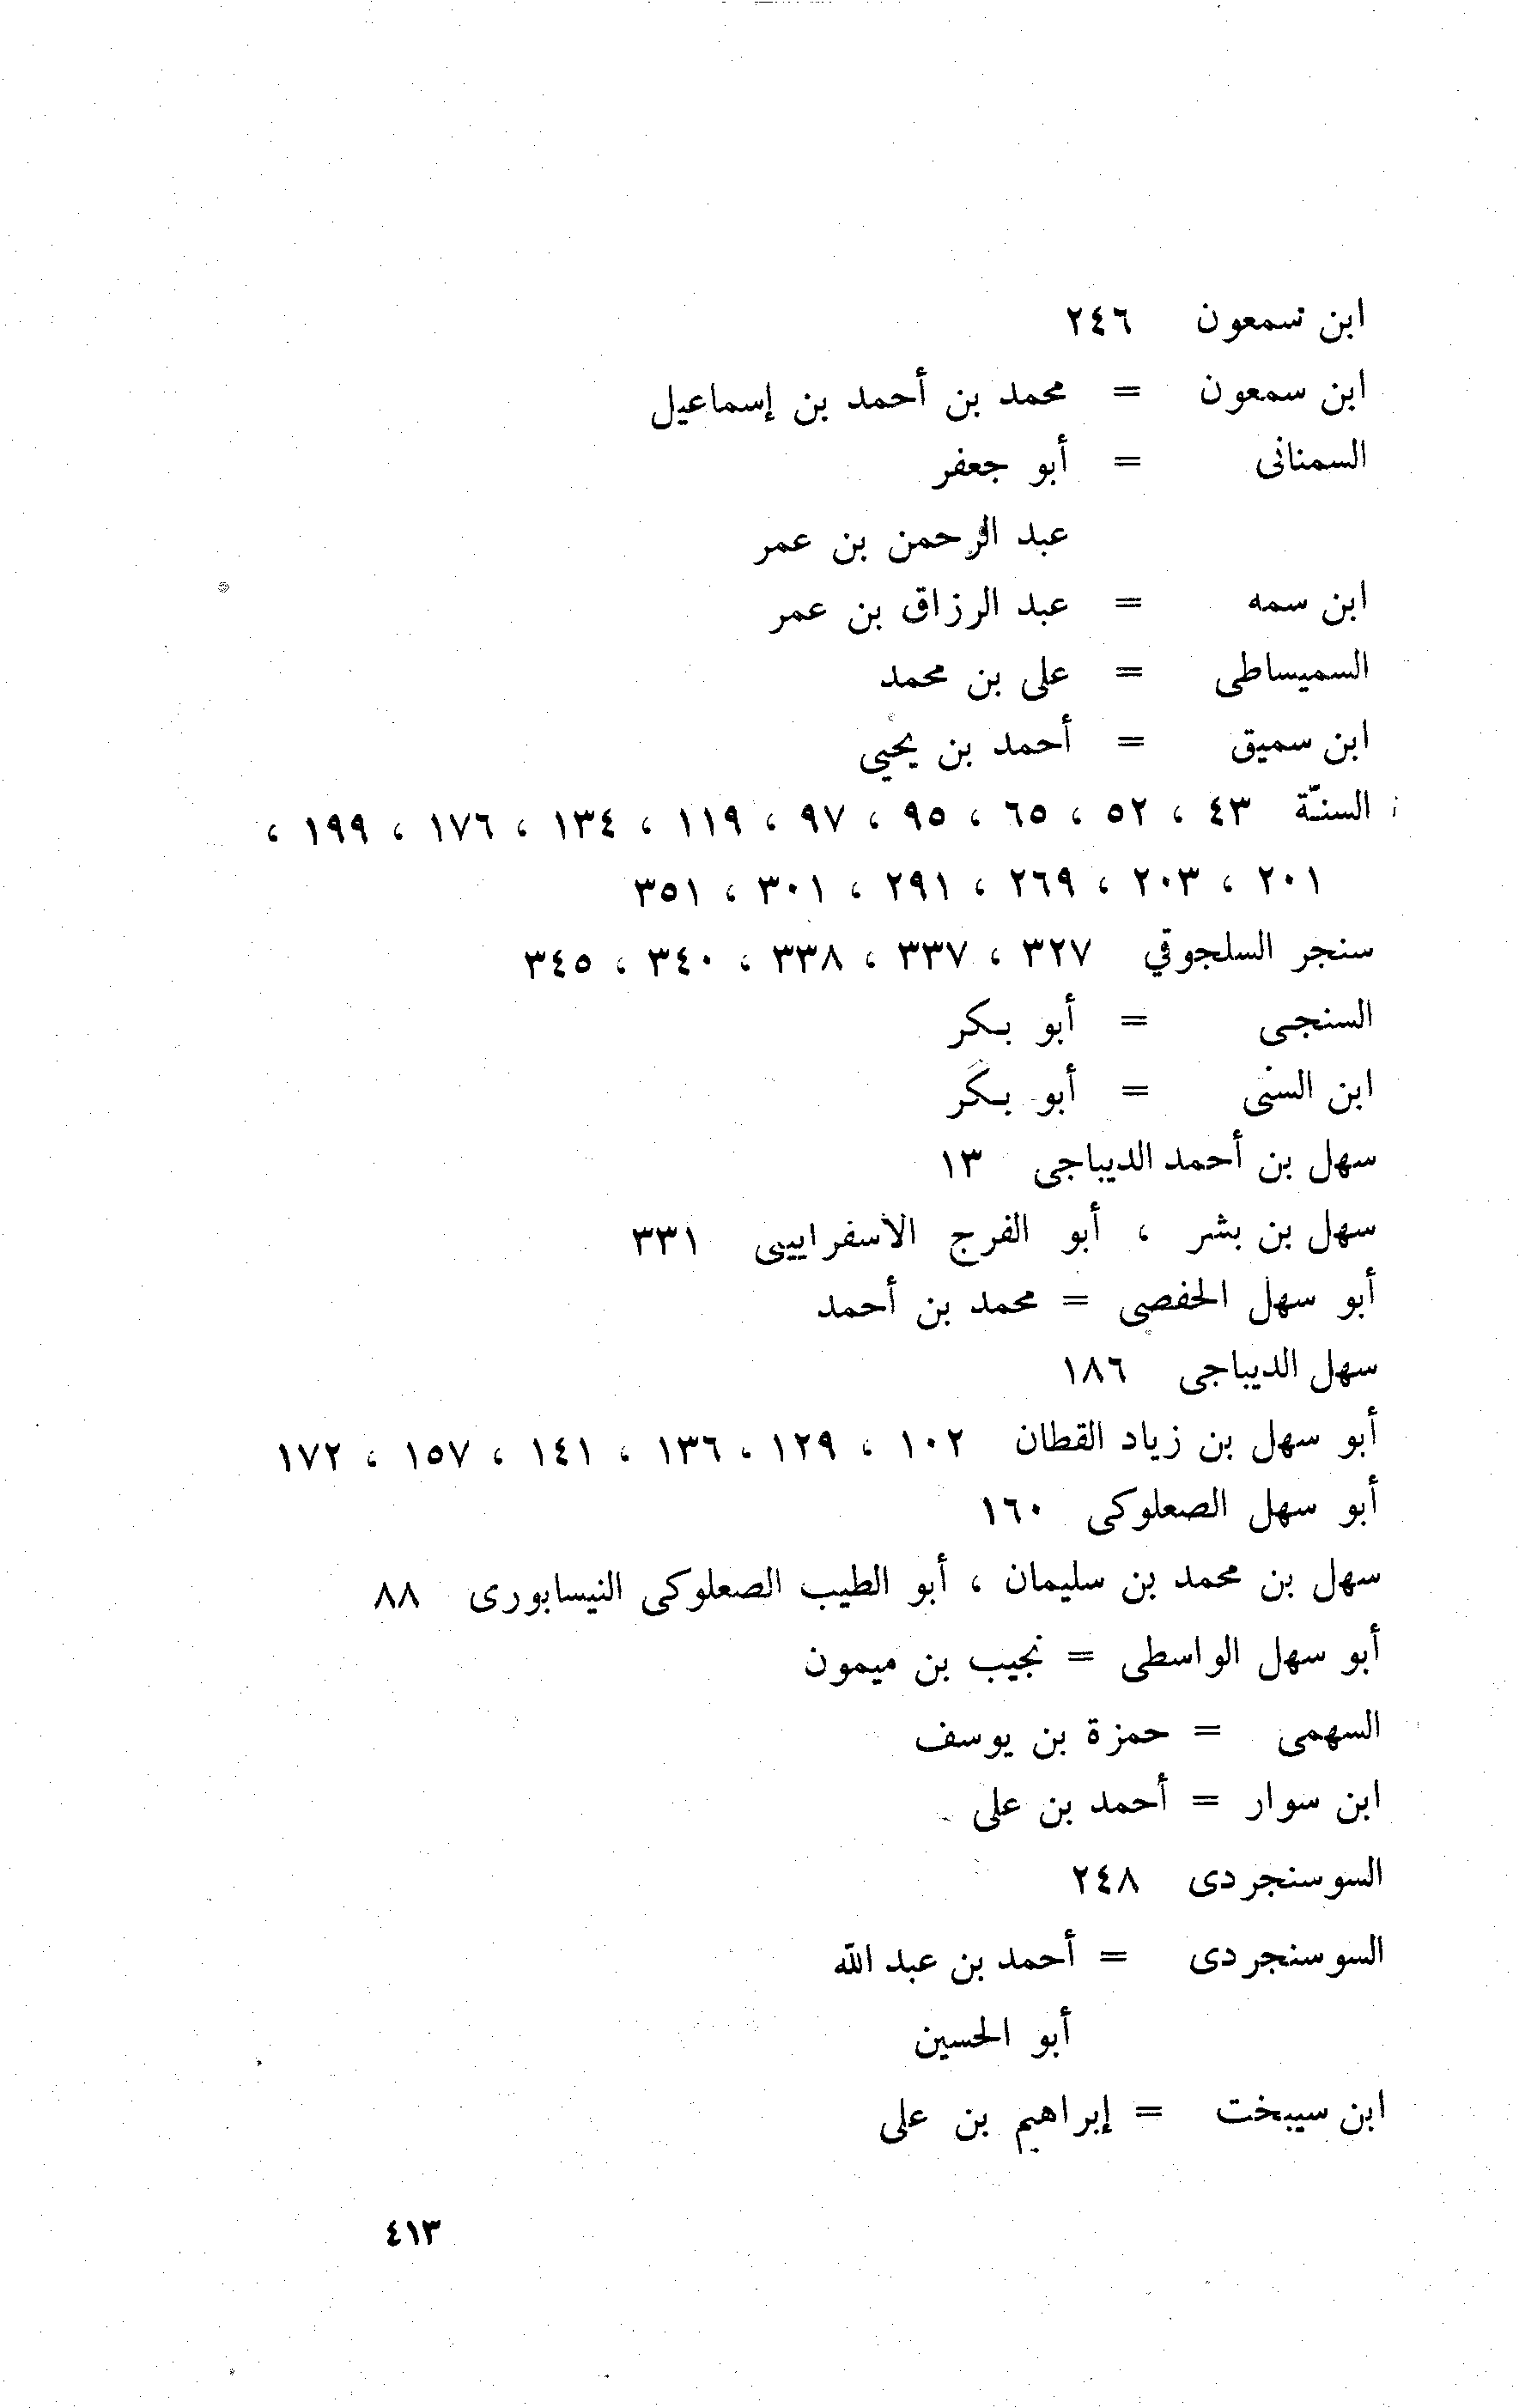 ابن سمعون ٢٤٦
ابن سمعون = محمد بن أحمد بن إسماعيل
السمنانى = أبو جعفر
عبد الرحمن بن عمر
ابن سمه = عبد الرزاق بن عمر
السميساطى = على بن محمد
ابن سميق = أحمد بن يحيى
السنّة ٤٣ ، ٥٢ ، ٦٥ ، ٩٥ ، ٩٧ ، ١١٩ ، ١٣٤ ، ١٧٦ ، ١٩٩ ،
٢٠١ ، ٢٠٣ ، ٢٦٩ ، ٢٩١ ، ٣٠١ ، ٣٥١
سنجر السلجوقي ٣٢٧ ، ٣٣٧ ، ٣٣٨ ، ٣٤٠ ، ٣٤٥
السنجى = أبو بكر
ابن السنى = أبو بكر
سهل بن أحمد الديباجى ١٣
سهل بن بشر ، أبو الفرج الأسفراييى ٣٣١
أبو سهل الحفصى = محمد بن أحمد
سهل الديباجى ١٨٦
أبو سهل بن زياد القطان ١٠٢ ، ١٢٩ ، ١٣٦ ، ١٤١ ، ١٥٧ ، ١٧٢
أبو سهل الصعلوكى ١٦٠
سهل بن محمد بن سليمان ، أبو الطيب الصعلوكى النيسابورى ٨٨
أبو سهل الواسطى = نجيب بن ميمون
السهمى = حمزة بن يوسف
ابن سوار = أحمد بن على
السوسنجردى ٢٤٨
السوسنجردى = أحمد بن عبد الله
أبو الحسين
ابن سيبخت = إبراهيم بن على
٤١٣